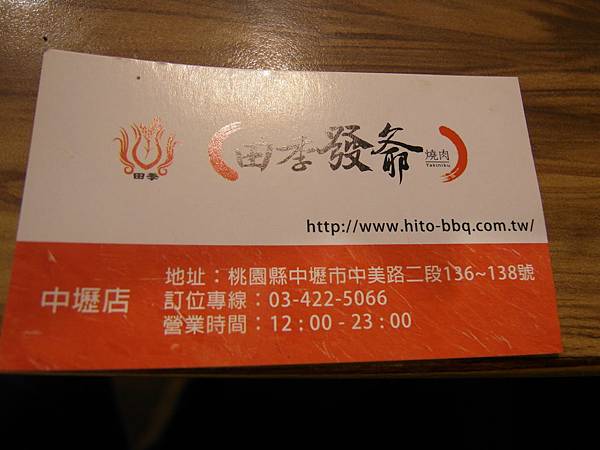 田季發爺 燒肉
Yakiniku
田季
http://www.hito-bbq.com.tw/
中壢店
地址：桃園縣中壢市中美路二段136~138號
訂位專線：03-422-5066
營業時間：12：00 - 23：00